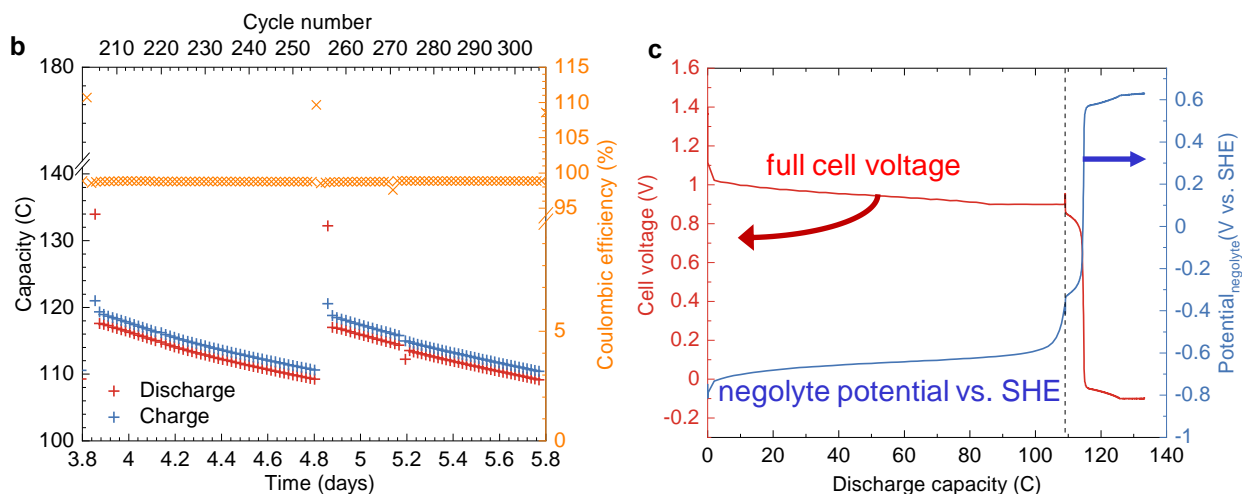 b
Cycle number
210 220 230 240 250 260 270 280 290 300
180
140
130
120
110
100
Capacity (C)
115
110
105
100
95
5
0
Coulombic efficiency (%)
Discharge
Charge
3.8 4 4.2 4.4 4.6 4.8 5 5.2 5.4 5.6 5.8
Time (days)
c
1.6
1.4
1.2
1
0.8
0.6
0.4
0.2
0
-0.2
Cell voltage (V)
full cell voltage
negolyte potential vs. SHE
0.6
0.4
0.2
0
-0.2
-0.4
-0.6
-0.8
-1
Potential negolyte (V vs. SHE)
0 20 40 60 80 100 120 140
Discharge capacity (C)